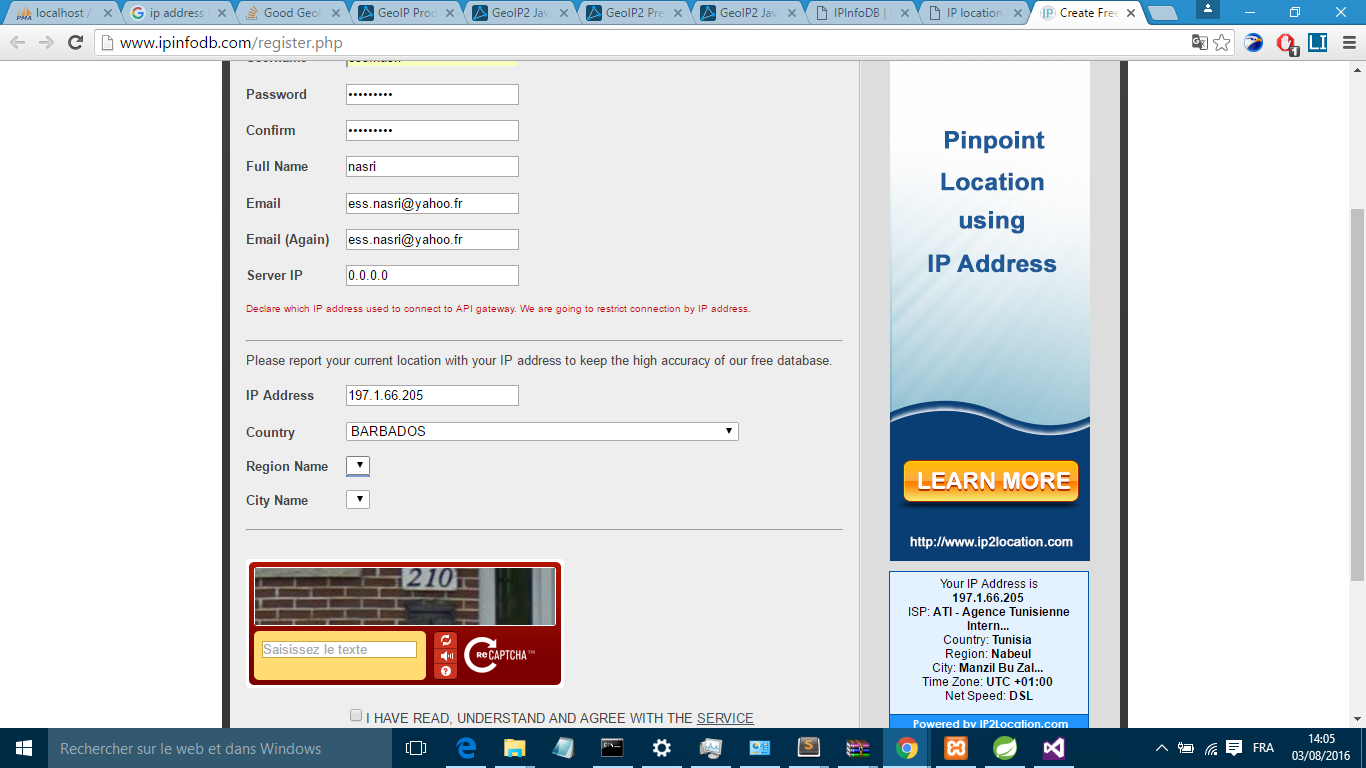 localhost /
ip address
Good Geol
GeoIP Proc
GeoIP2 Jav
GeoIP2 Pre
GeoIP2 Jav
IPInfoDB |
IP location
Create Free
www.ipinfodb.com/register.php
1
LI
Password •••••••••
Confirm •••••••••
Full Name nasri
Email ess.nasri@yahoo.fr
Email (Again) ess.nasri@yahoo.fr
Server IP 0.0.0.0
Declare which IP address used to connect to API gateway. We are going to restrict connection by IP address.
Please report your current location with your IP address to keep the high accuracy of our free database.
IP Address 197.1.66.205
Country BARBADOS
Region Name
City Name
210
Saisissez le texte
?
reCAPTCHA™
I HAVE READ, UNDERSTAND AND AGREE WITH THE SERVICE
Pinpoint
Location
using
IP Address
LEARN MORE
http://www.ip2location.com
Your IP Address is
197.1.66.205
ISP: ATI - Agence Tunisienne
Intern...
Country: Tunisia
Region: Nabeul
City: Manzil Bu Zal...
Time Zone: UTC +01:00
Net Speed: DSL
Powered by IP2Location.com
Rechercher sur le web et dans Windows
FRA
14:05
03/08/2016